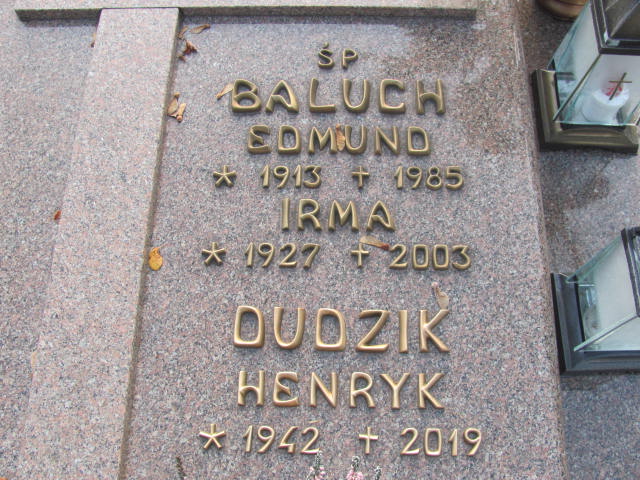 ŚP
BALUCH
EDMUND
* 1913 + 1985
IRMA
* 1927 + 2003
DUDZIK
HENRYK
* 1942 + 2019